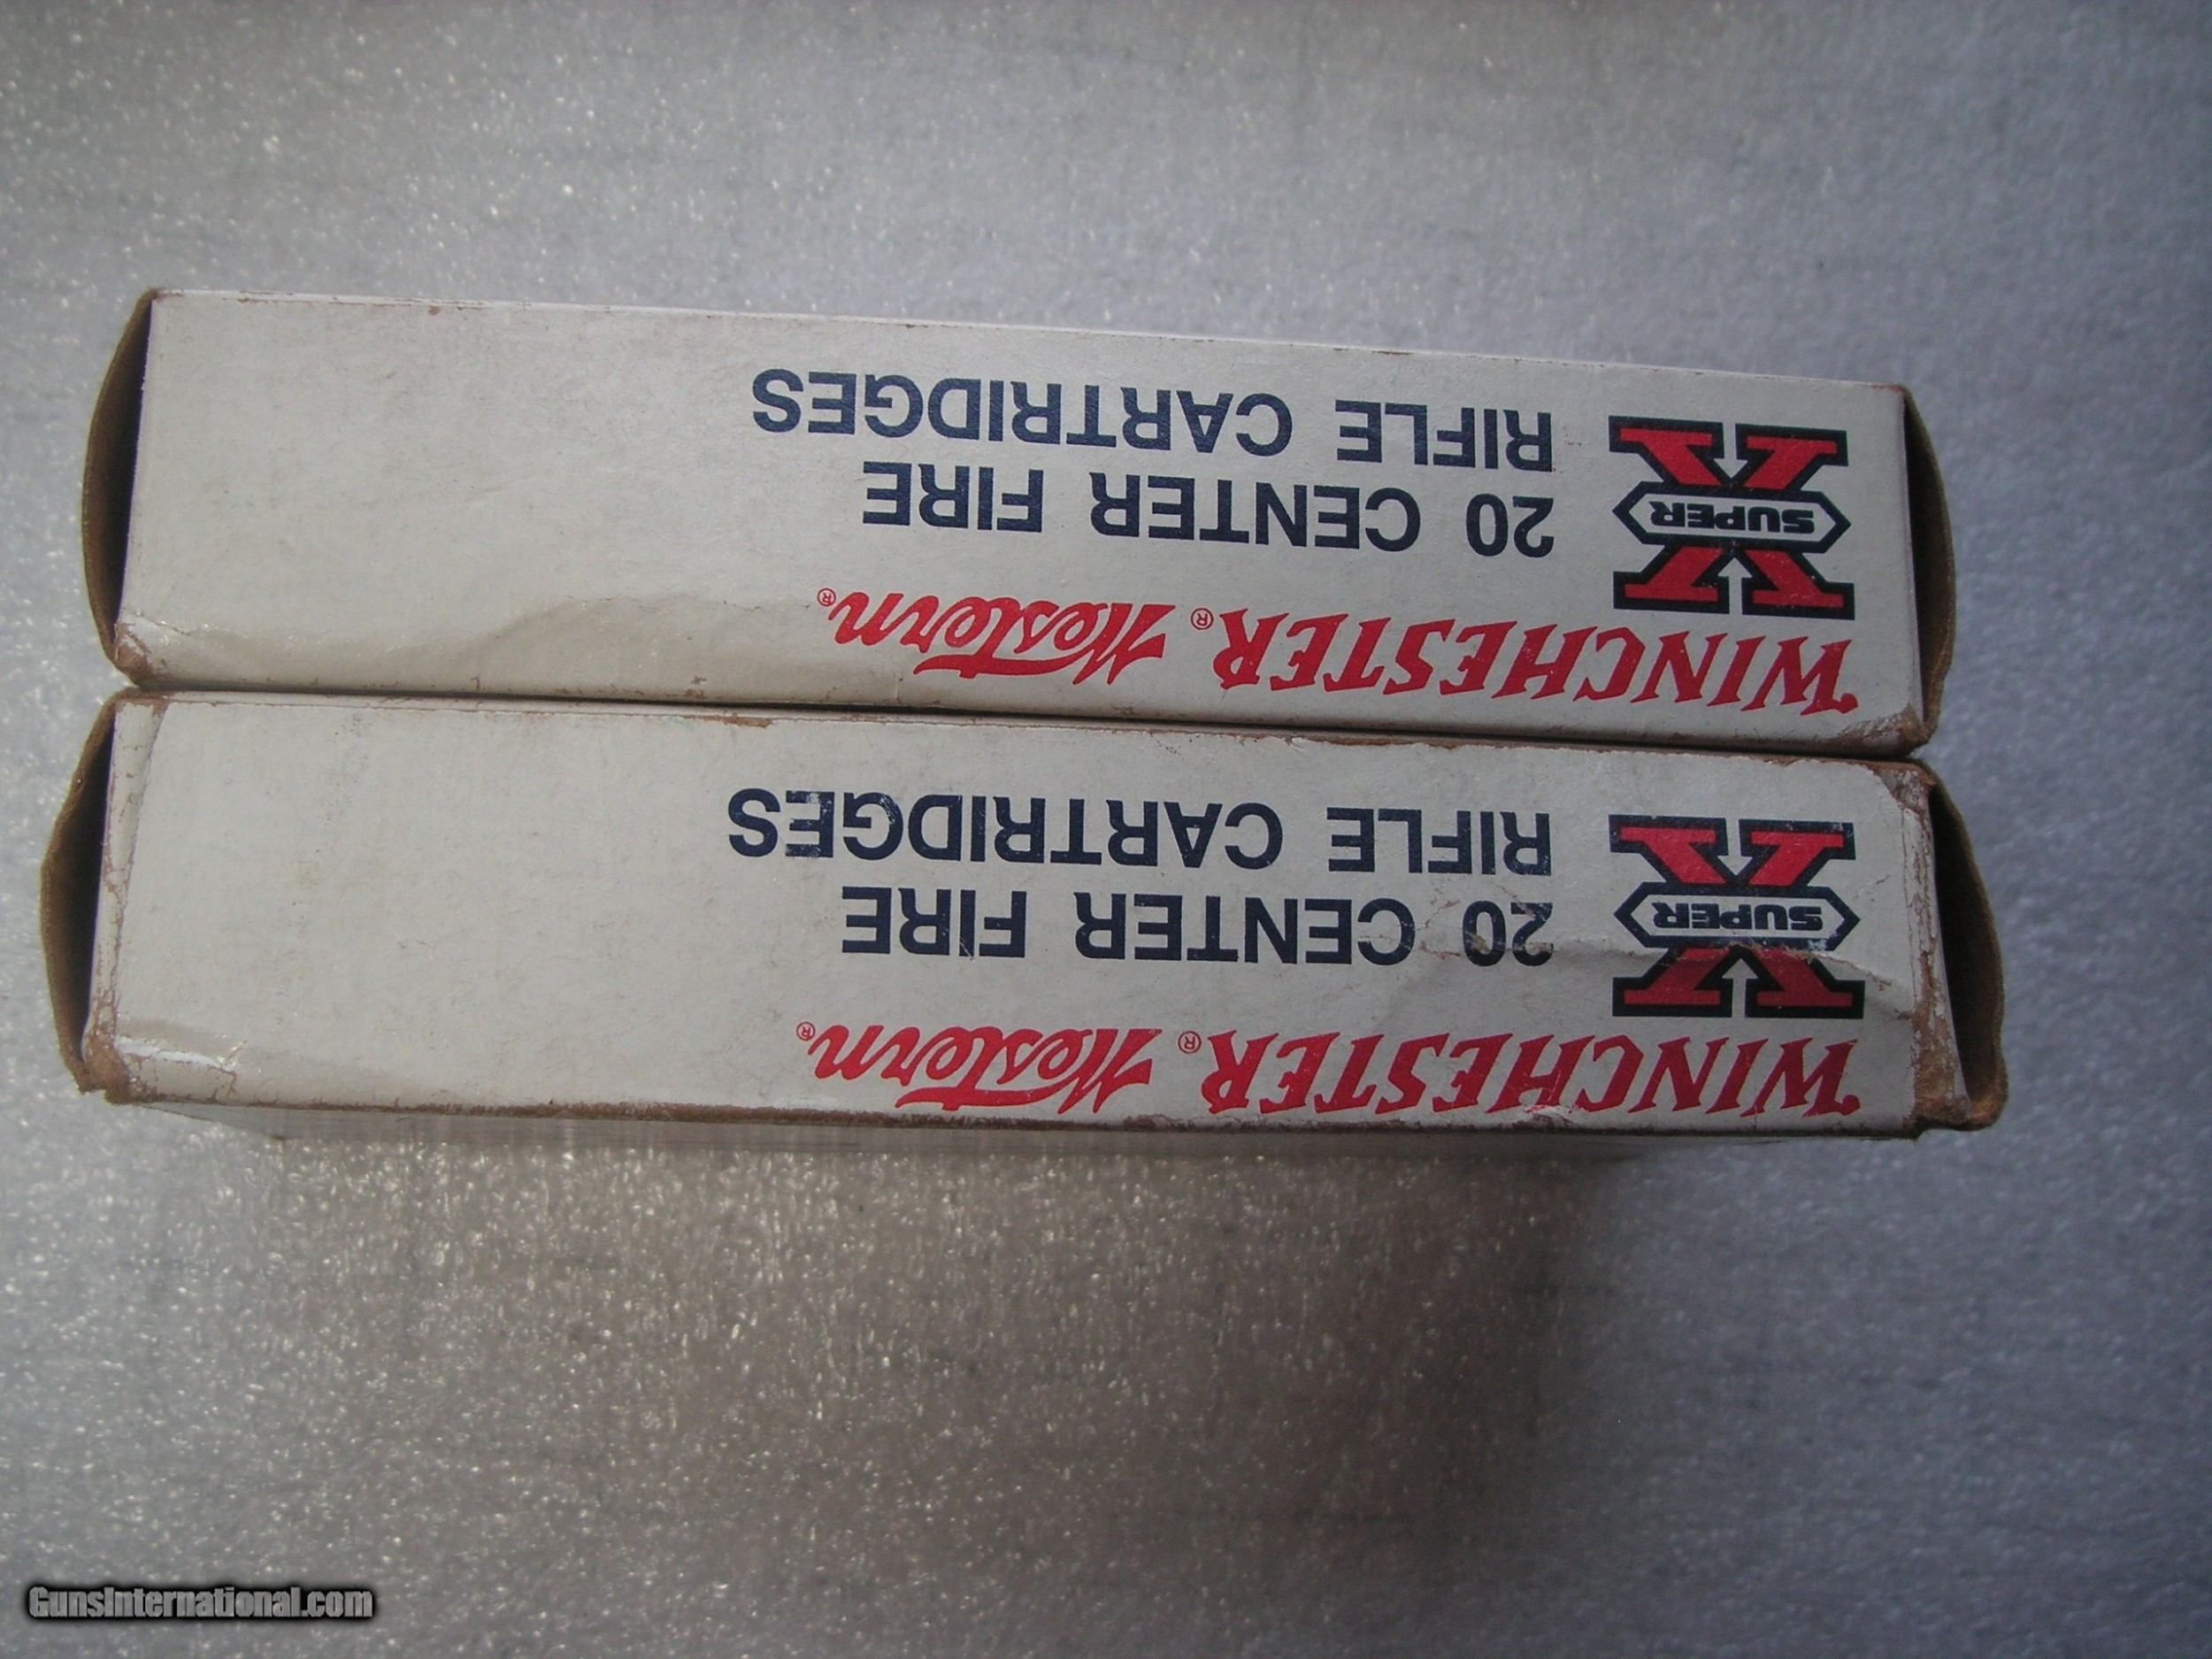 WINCHESTER® Western®
SUPER X
20 CENTER FIRE
RIFLE CARTRIDGES
WINCHESTER® Western®
SUPER X
20 CENTER FIRE
RIFLE CARTRIDGES
GunsInternational.com